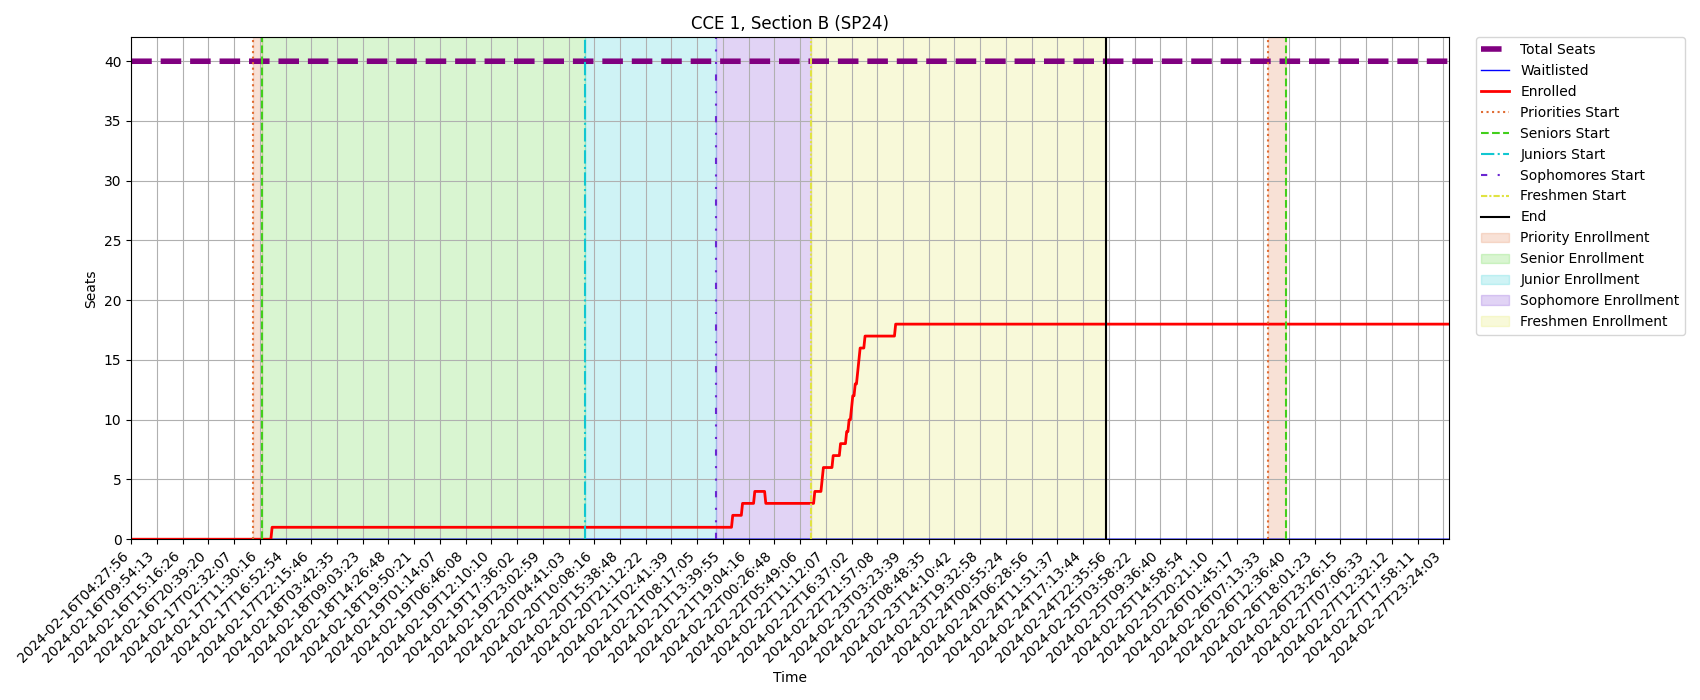 CCE 1, Section B (SP24)
Seats
40
35
30
25
20
15
10
5
0
2024-02-16T04:27:56
2024-02-16T09:54:13
2024-02-16T15:16:26
2024-02-16T20:39:20
2024-02-17T02:32:07
2024-02-17T11:30:16
2024-02-17T16:52:54
2024-02-17T22:15:46
2024-02-18T03:42:35
2024-02-18T09:03:23
2024-02-18T14:26:48
2024-02-18T19:50:21
2024-02-19T01:14:07
2024-02-19T06:46:08
2024-02-19T12:10:10
2024-02-19T17:36:02
2024-02-19T23:02:59
2024-02-20T04:41:03
2024-02-20T10:08:16
2024-02-20T15:38:48
2024-02-20T21:12:22
2024-02-21T02:41:39
2024-02-21T08:17:05
2024-02-21T13:39:55
2024-02-21T19:04:16
2024-02-22T00:26:48
2024-02-22T05:49:06
2024-02-22T11:12:07
2024-02-22T16:37:02
2024-02-22T21:57:08
2024-02-23T03:23:39
2024-02-23T08:48:35
2024-02-23T14:10:42
2024-02-23T19:32:58
2024-02-24T00:55:24
2024-02-24T06:28:56
2024-02-24T11:51:37
2024-02-24T17:13:44
2024-02-24T22:35:56
2024-02-25T03:58:22
2024-02-25T09:36:40
2024-02-25T14:58:54
2024-02-25T20:21:10
2024-02-26T01:45:17
2024-02-26T07:13:33
2024-02-26T12:36:40
2024-02-26T18:01:23
2024-02-26T23:26:15
2024-02-27T07:06:33
2024-02-27T12:32:12
2024-02-27T17:58:11
2024-02-27T23:24:03
Time
Total Seats
Waitlisted
Enrolled
Priorities Start
Seniors Start
Juniors Start
Sophomores Start
Freshmen Start
End
Priority Enrollment
Senior Enrollment
Junior Enrollment
Sophomore Enrollment
Freshmen Enrollment